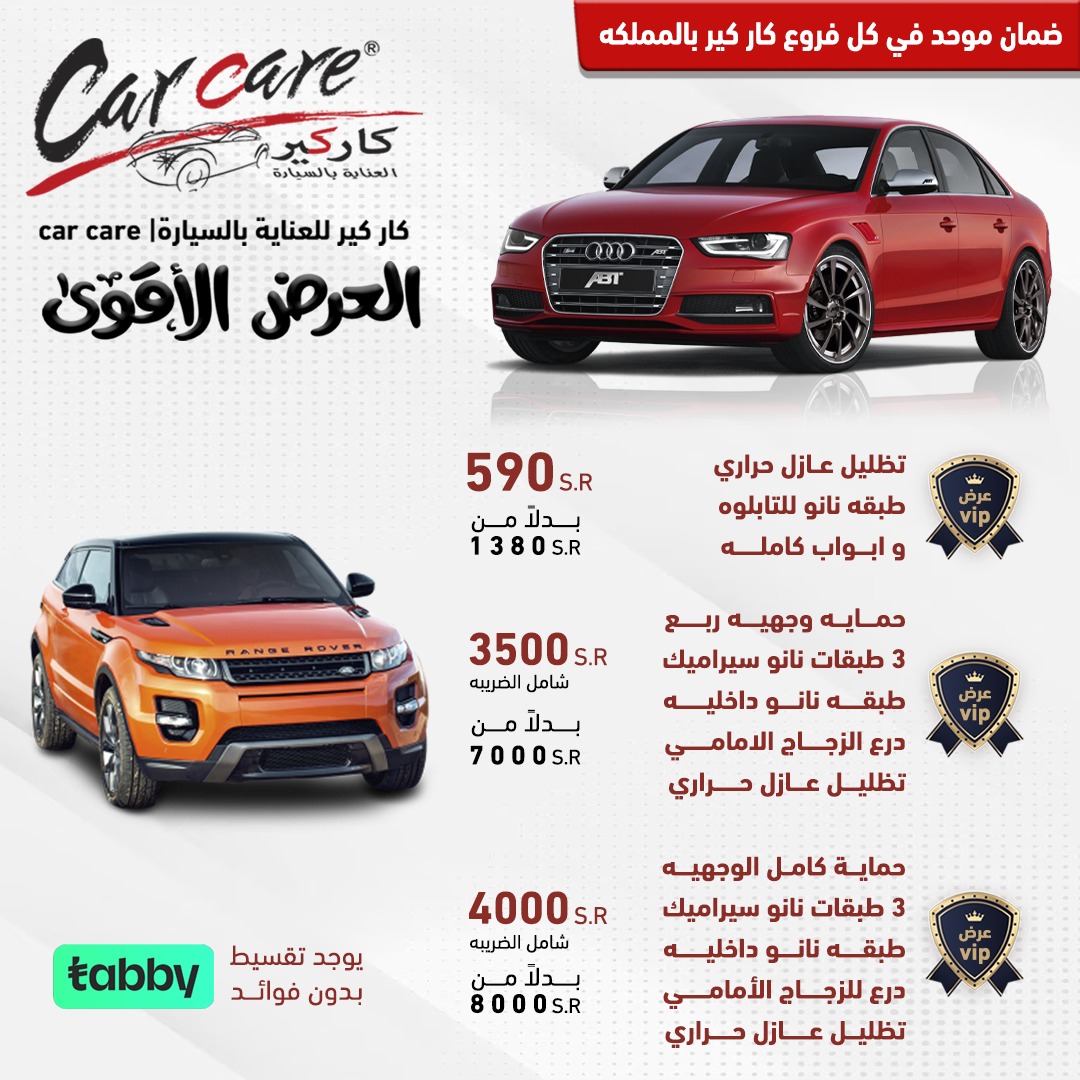 ضمان موحد في كل فروع كار كير بالمملكه
Car care®
كاركير
العناية بالسيارة
كار كير للعناية بالسيارة| car care
العرض الأقوى
ABT
تظليل عازل حراري
طبقه نانو للتابلوه
و ابواب كامله
590 S.R
بدلاً من
1380 S.R
عرض
vip
RANGE ROVER
حمايه وجهيه ربع
3 طبقات نانو سيراميك
طبقه نانو داخليه
درع الزجاج الامامي
تظليل عازل حراري
3500 S.R
شامل الضريبه
بدلاً من
7000 S.R
عرض
vip
حماية كامل الوجهيه
3 طبقات نانو سيراميك
طبقه نانو داخليه
درع للزجاج الأمامي
تظليل عازل حراري
4000 S.R
شامل الضريبه
بدلاً من
8000 S.R
عرض
vip
يوجد تقسيط
بدون فوائد
tabby